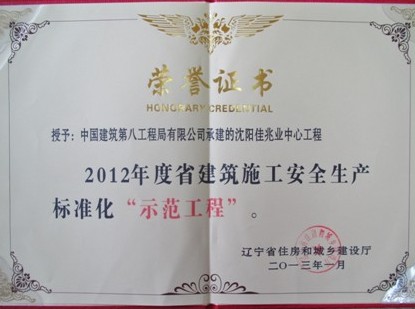 荣誉证书
HONORARY CREDENTIAL
授予：中国建筑第八工程局有限公司承建的沈阳佳兆业中心工程
2012年度省建筑施工安全生产
标准化“示范工程”。
辽宁省住房和城乡建设厅
二〇一三年一月